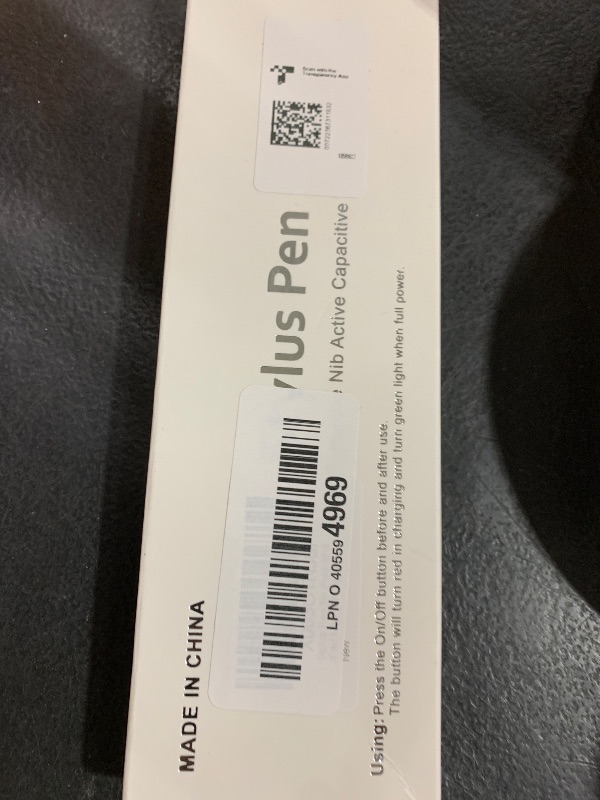 Scan with the
Transparency App
ylus Pen
Nib Active Capacitive
LPN O 40559 4969
New
MADE IN CHINA
Using: Press the On/Off button before and after use.
The button will turn red in charging and turn green light when full power.